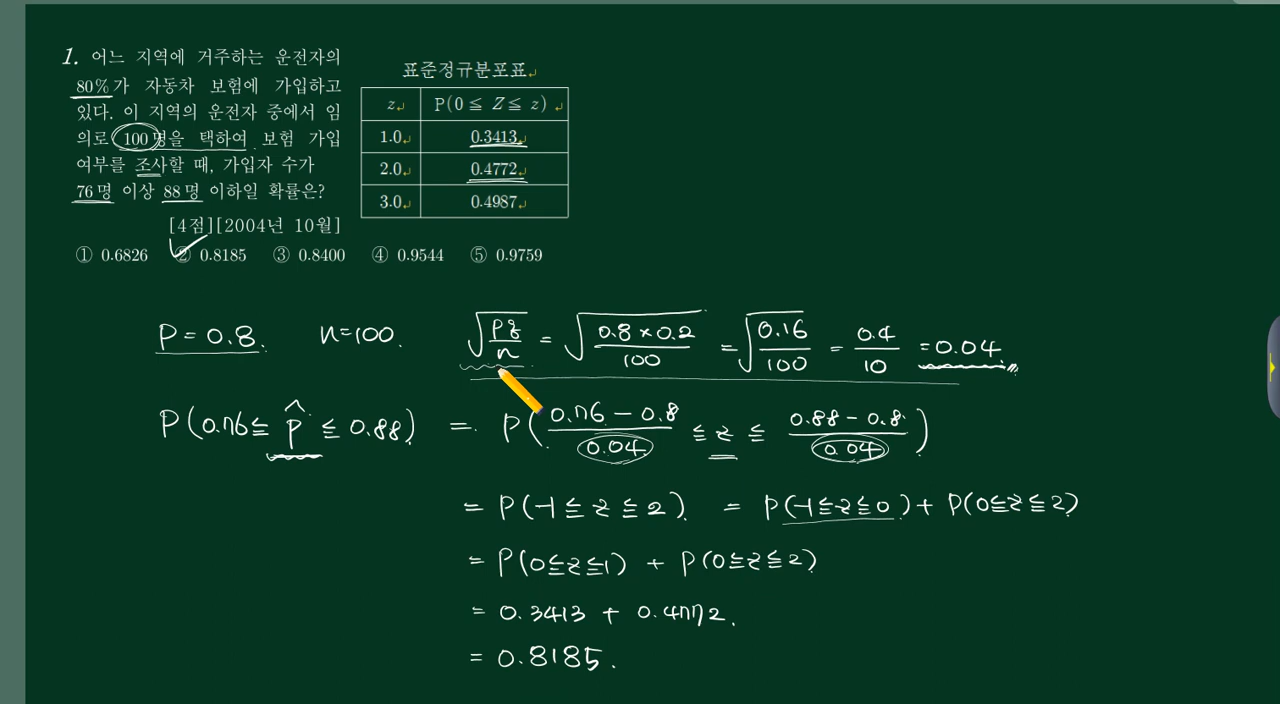 1. 어느 지역에 거주하는 운전자의
80%가 자동차 보험에 가입하고
있다. 이 지역의 운전자 중에서 임
의로 100명을 택하여 보험 가입
여부를 조사할 때, 가입자 수가
76명 이상 88명 이하일 확률은?
[4점][2004년 10월]
표준정규분포표
z P(0 ≦ Z ≦ z)
1.0 0.3413
2.0 0.4772
3.0 0.4987
① 0.6826 ② 0.8185 ③ 0.8400 ④ 0.9544 ⑤ 0.9759
P = 0.8. n=100. √(pq/n) = √(0.8×0.2/100) = √(0.16/100) = 0.4/10 = 0.04
P(0.76 ≦ p̂ ≦ 0.88) = P((0.76 − 0.8)/0.04 ≦ z ≦ (0.88 − 0.8)/0.04)
= P(-1 ≦ z ≦ 2) = P(-1 ≦ z ≦ 0) + P(0 ≦ z ≦ 2)
= P(0 ≦ z ≦ 1) + P(0 ≦ z ≦ 2)
= 0.3413 + 0.4772.
= 0.8185.